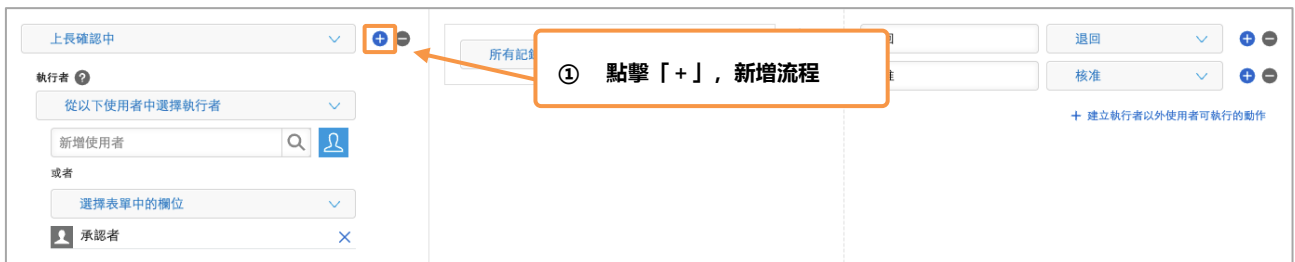 上長確認中
執行者 ?
從以下使用者中選擇執行者
新增使用者
或者
選擇表單中的欄位
承認者
所有記錄
① 點擊「+」，新增流程
退回
核准
+ 建立執行者以外使用者可執行的動作